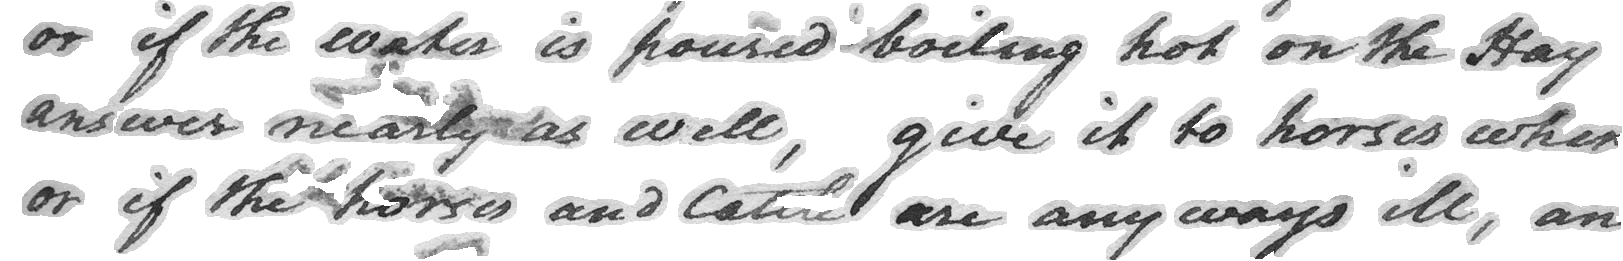 or if the water is poured boiling hot on the Hay
answer nearly as well, give it to horses when
or if the horses and Cattle are any ways ill, an